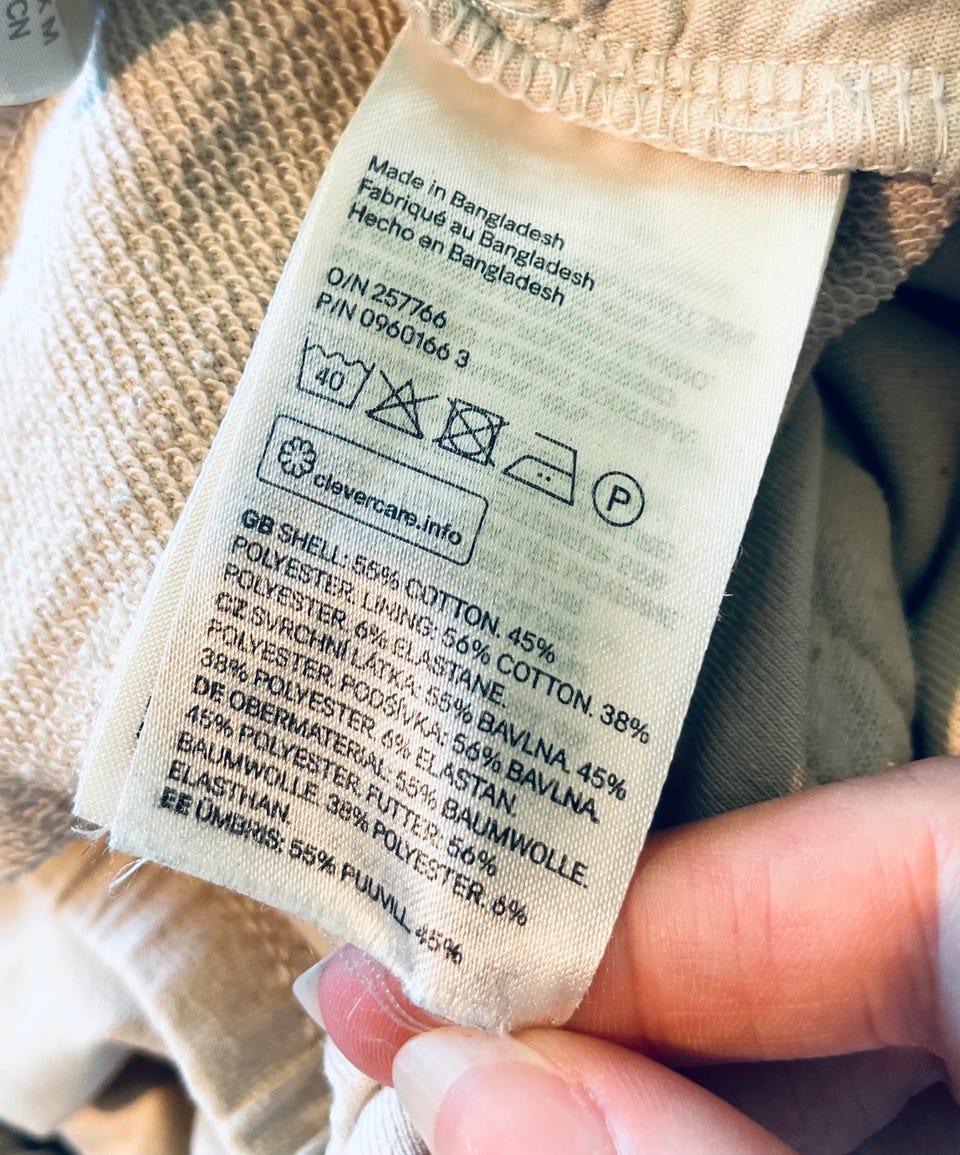 X M
CN
Made in Bangladesh
Fabriqué au Bangladesh
Hecho en Bangladesh
O/N 257766
P/N 0960166 3
40
P
clevercare.info
GB SHELL: 55% COTTON. 45%
POLYESTER. LINING: 56% COTTON. 38%
POLYESTER. 6% ELASTANE.
CZ SVRCHNÍ LÁTKA: 55% BAVLNA. 45%
POLYESTER. PODŠÍVKA: 56% BAVLNA.
38% POLYESTER. 6% ELASTAN.
DE OBERMATERIAL: 55% BAUMWOLLE.
45% POLYESTER. FUTTER: 56%
BAUMWOLLE. 38% POLYESTER. 6%
ELASTHAN.
EE ÜMBRIS: 55% PUUVILL. 45%